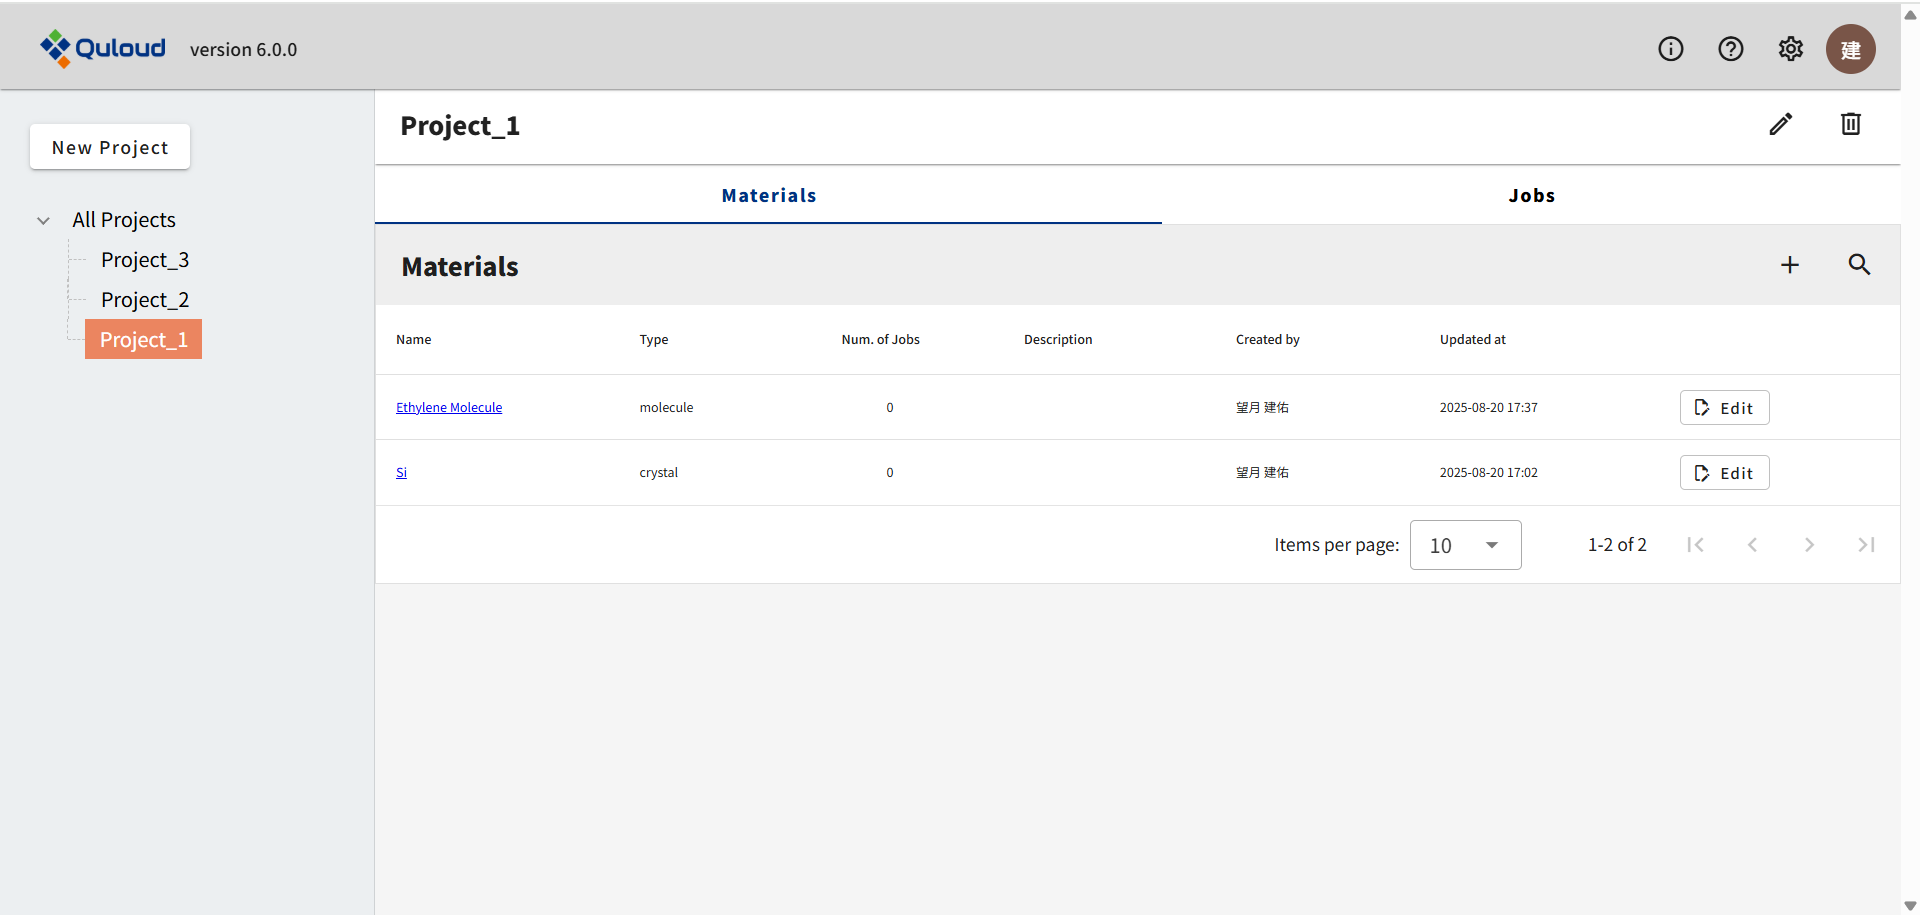 Quloud version 6.0.0
建
New Project
All Projects
Project_3
Project_2
Project_1
Project_1
Materials Jobs
Materials
Name Type Num. of Jobs Description Created by Updated at
Ethylene Molecule molecule 0 望月 建佑 2025-08-20 17:37 Edit
Si crystal 0 望月 建佑 2025-08-20 17:02 Edit
Items per page: 10 1-2 of 2